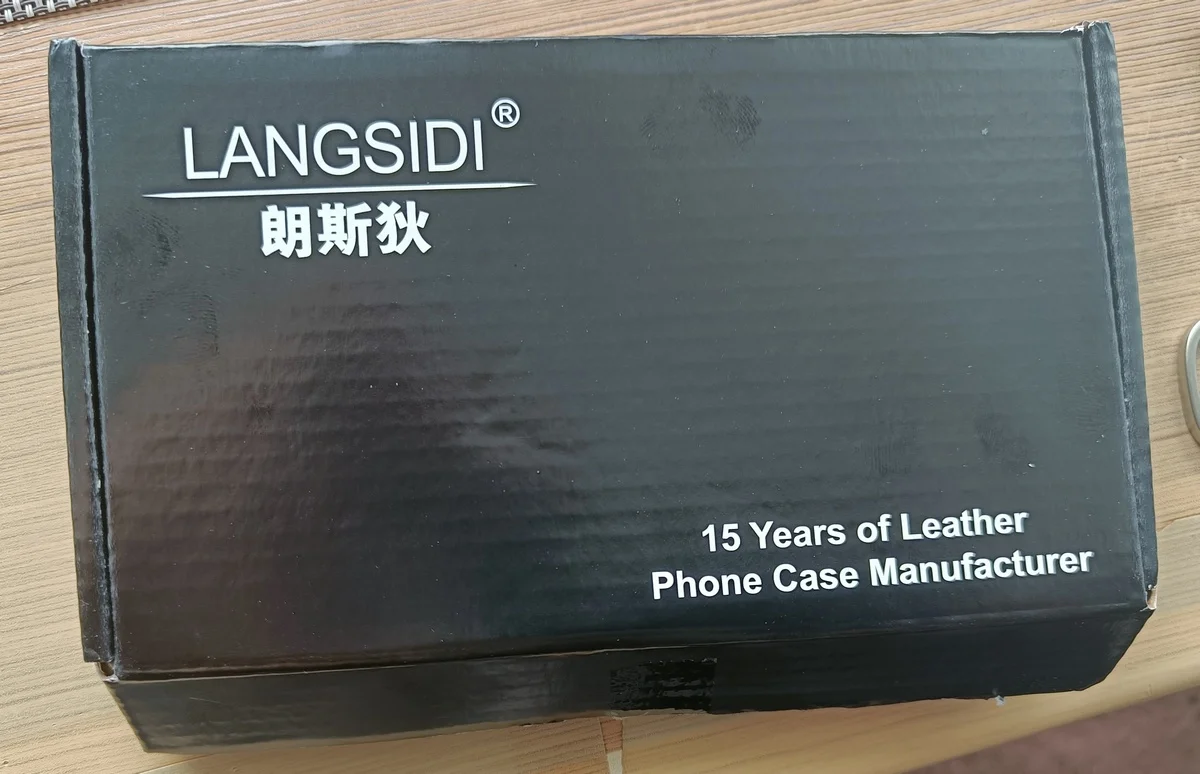 LANGSIDI®
朗斯狄
15 Years of Leather
Phone Case Manufacturer